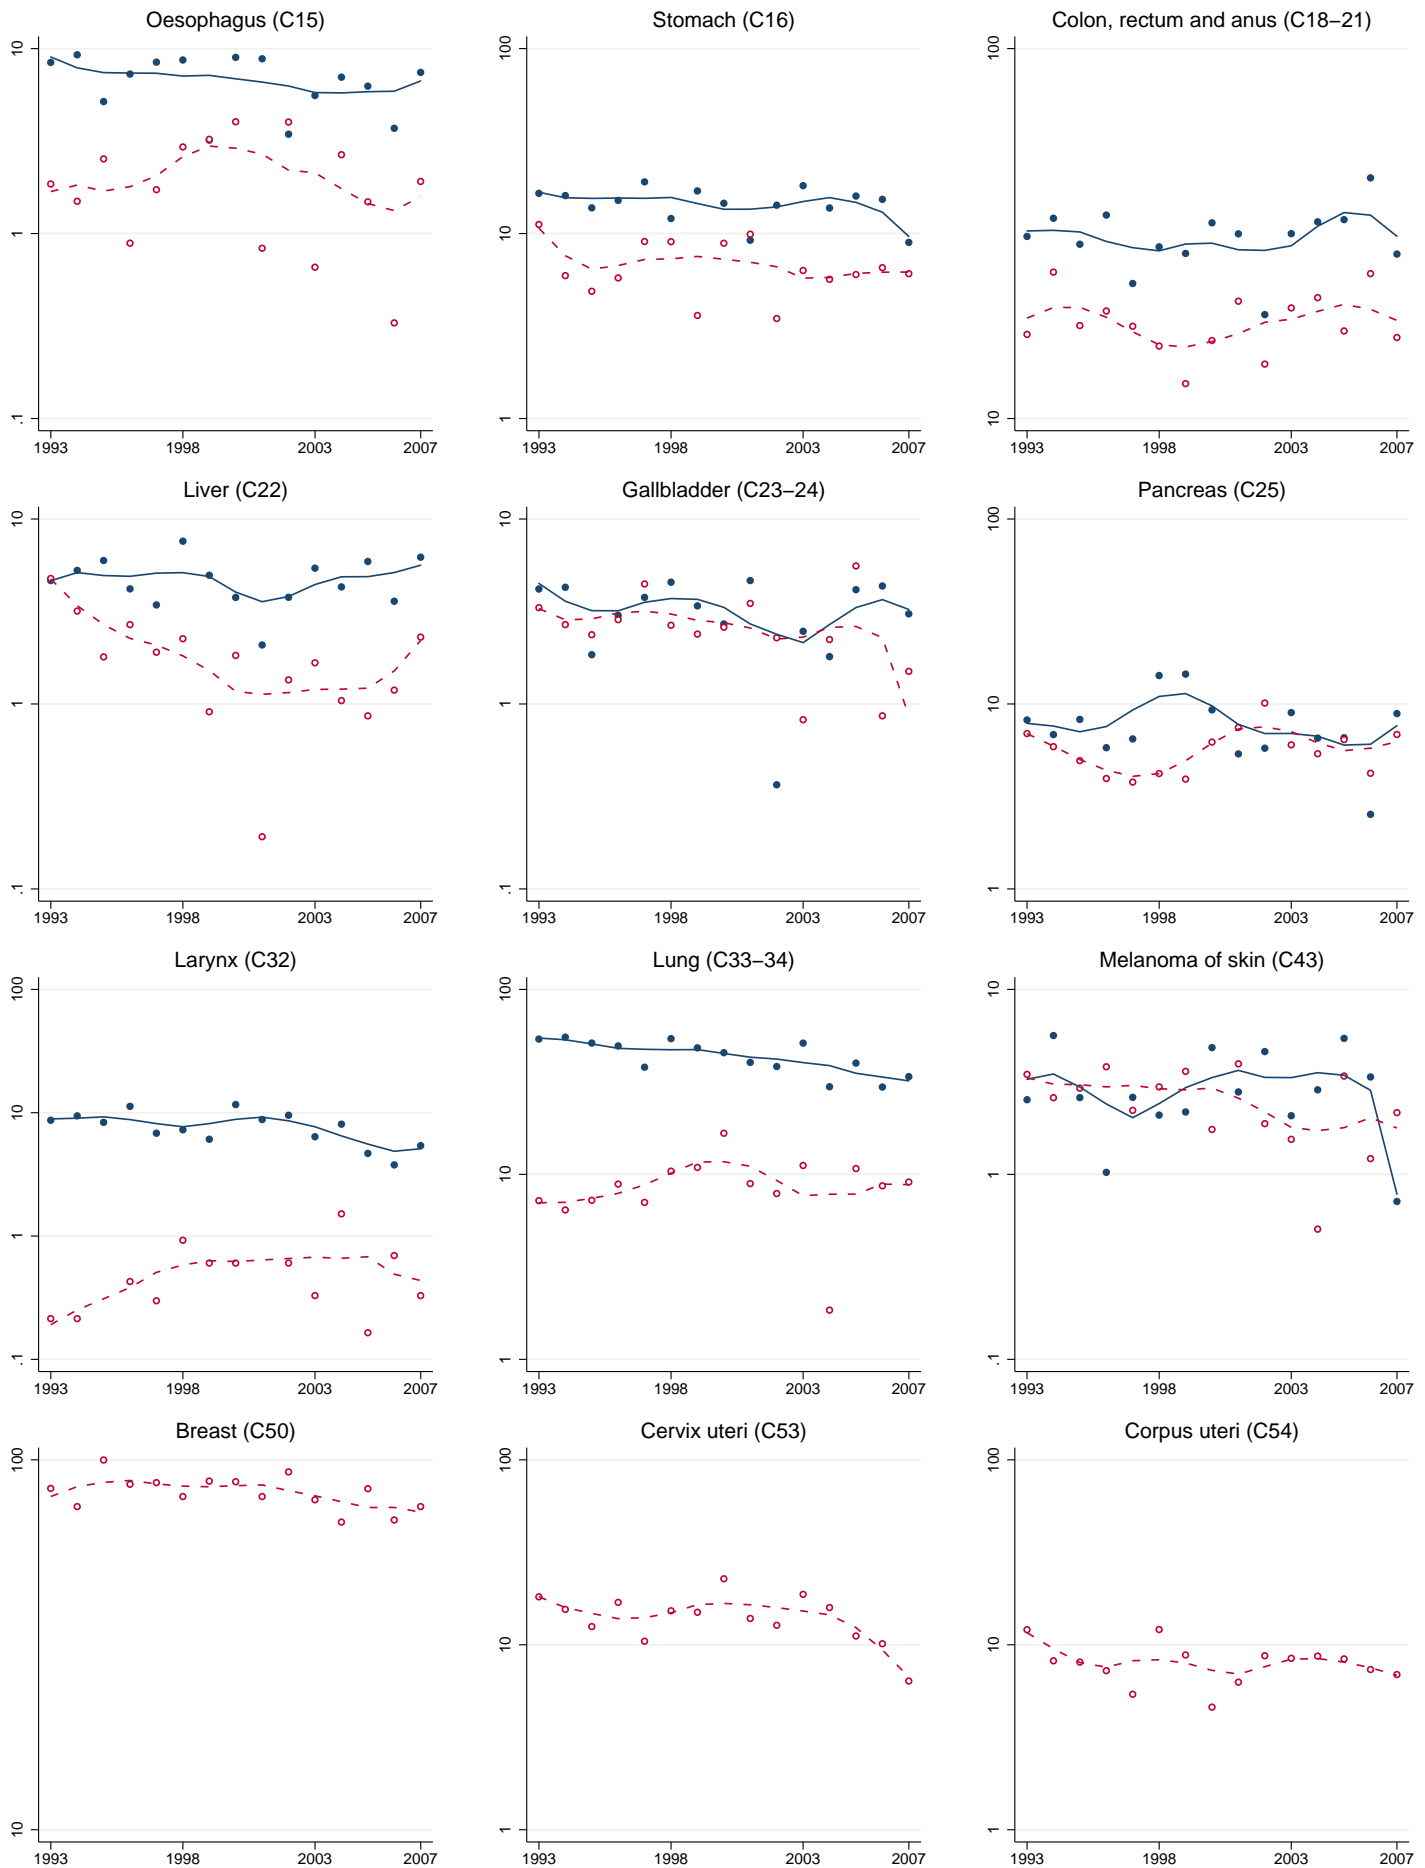 Oesophagus (C15)
Stomach (C16)
Colon, rectum and anus (C18−21)
10
1
.1
1993 1998 2003 2007
100
10
1
1993 1998 2003 2007
100
10
1993 1998 2003 2007
Liver (C22)
Gallbladder (C23−24)
Pancreas (C25)
10
1
.1
1993 1998 2003 2007
10
1
.1
1993 1998 2003 2007
100
10
1
1993 1998 2003 2007
Larynx (C32)
Lung (C33−34)
Melanoma of skin (C43)
100
10
1
.1
1993 1998 2003 2007
100
10
1
1993 1998 2003 2007
10
1
.1
1993 1998 2003 2007
Breast (C50)
Cervix uteri (C53)
Corpus uteri (C54)
100
10
1993 1998 2003 2007
100
10
1
1993 1998 2003 2007
100
10
1
1993 1998 2003 2007